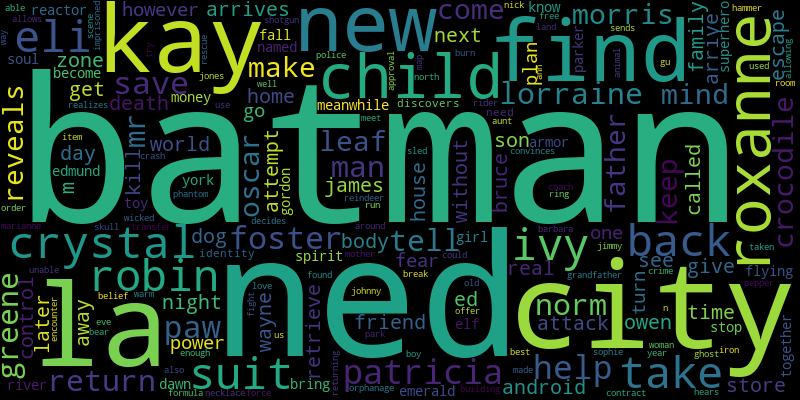 batman
ned
city
kay
new
find
child
la
back
suit
take
roxanne
robin
crystal
foster
ivy
tell
help
return
patricia
eli
save
make
come
morris
lorraine
mind
family
zone
reactor
however
arrives
next
plan
parker
know
superhero
escape
arrive
soul
become
get
death
money
named
fall
police
approval
home
meanwhile
well
go
need
discovers
reveals
mr
leaf
man
oscar
attempt
gordon
james
son
father
bruce
without
house
armor
called
keep
crocodile
day
world
edmund
m
kill
toy
york
crash
item
phantom
paw
night
dog
body
identity
spirit
fear
real
girl
norm
one
see
give
turn
flying
greene
control
later
away
power
wayne
retrieve
friend
ed
elf
attack
owen
time
stop
store
android
emerald
together
river
bring
dawn
formula
necklace
force
orphanage
building
contract
hears
iron
ghost
woman
year
sophie
best
made
offer
old
park
boy
johnny
break
found
love
us
fight
mother
could
grandfather
barbara
jimmy
crime
taken
pepper
n
around
run
reindeer
sled
convinces
coach
ring
rider
aunt
meet
north
map
burn
hammer
used
room
allowing
animal
gu
land
free
nick
sends
shotgun
rescue
jones
use
try
imprisoned
scene
able
allows
way
realizes
order
marianne
skull
transfer
wicked
decides
unable
belief
warm
encounter
eve
bear
also
enough
returning